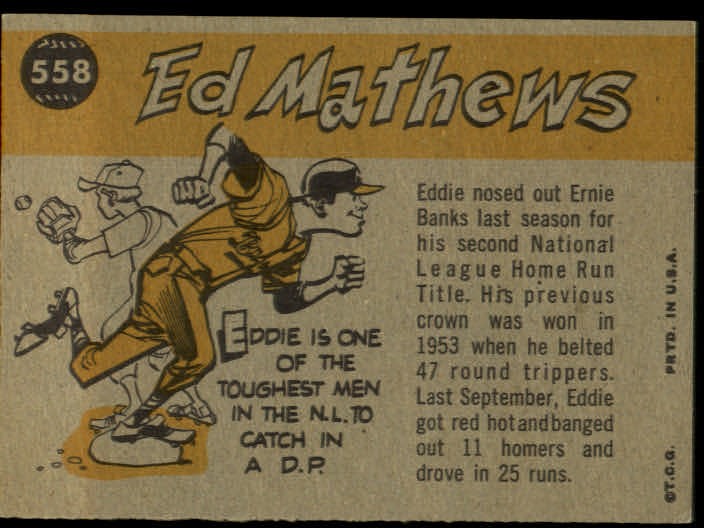 558
Ed Mathews
Eddie nosed out Ernie
Banks last season for
his second National
League Home Run
Title. His previous
crown was won in
1953 when he belted
47 round trippers.
Last September, Eddie
got red hotandbanged
out 11 homers and
drove in 25 runs.
EDDIE IS ONE
OF THE
TOUGHEST MEN
IN THE N.L. TO
CATCH IN
A D.P.
©T.C.G. PRTD. IN U.S.A.